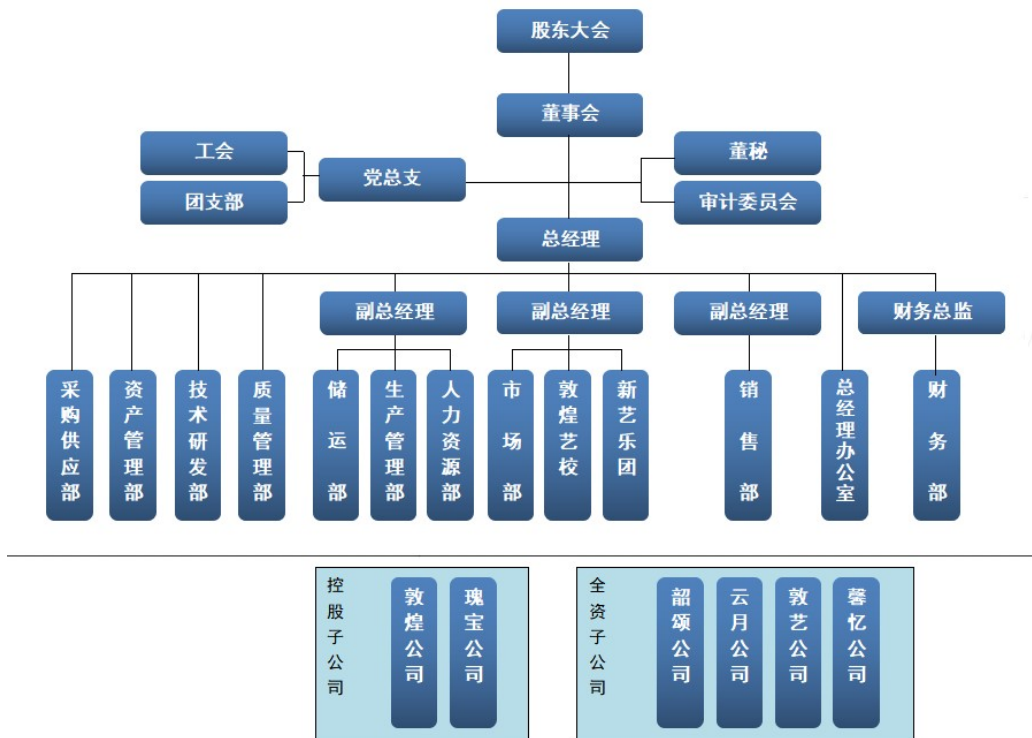 股东大会
董事会
工会
党总支
董秘
团支部
审计委员会
总经理
副总经理
副总经理
副总经理
财务总监
采购供应部
资产管理部
技术研发部
质量管理部
储运部
生产管理部
人力资源部
市场部
敦煌艺校
新艺乐团
销售部
总经理办公室
财务部
控股子公司
敦煌公司
瑰宝公司
全资子公司
韶颂公司
云月公司
敦艺公司
馨忆公司